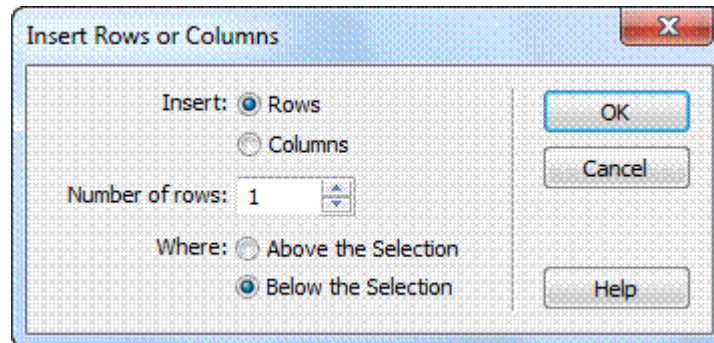 Insert Rows or Columns
Insert: Rows
OK
Columns
Cancel
Number of rows: 1
Where: Above the Selection
Below the Selection
Help